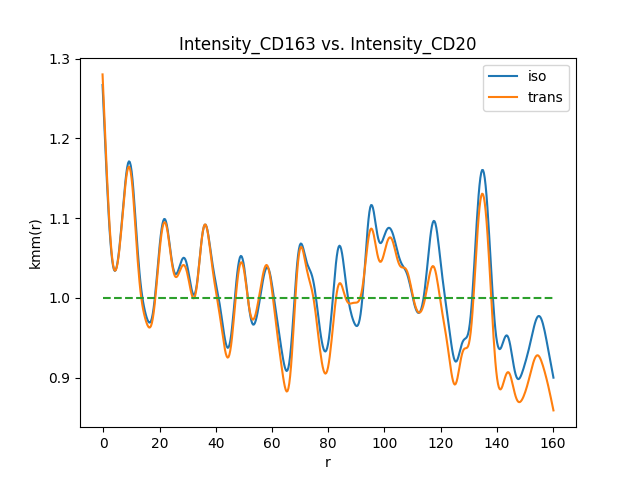 Intensity_CD163 vs. Intensity_CD20
iso
trans
kmm(r)
1.3
1.2
1.1
1.0
0.9
0 20 40 60 80 100 120 140 160
r